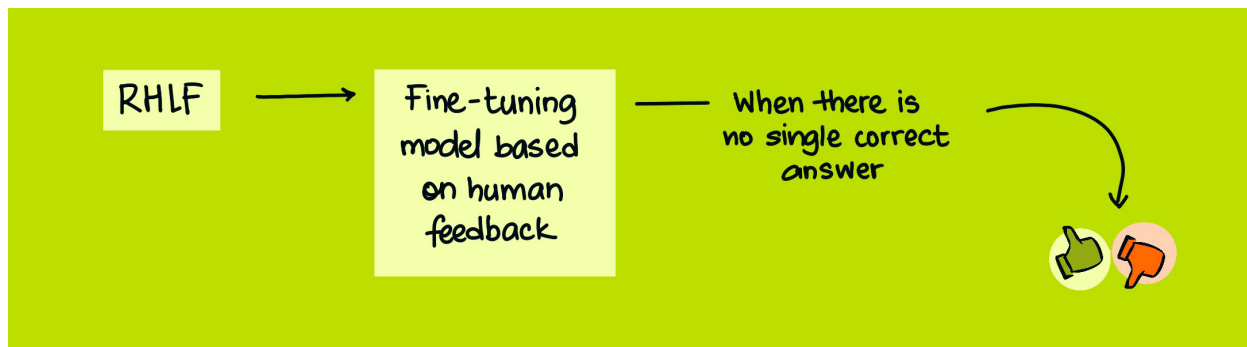 RHLF
Fine-tuning
model based
on human
feedback
When there is
no single correct
answer